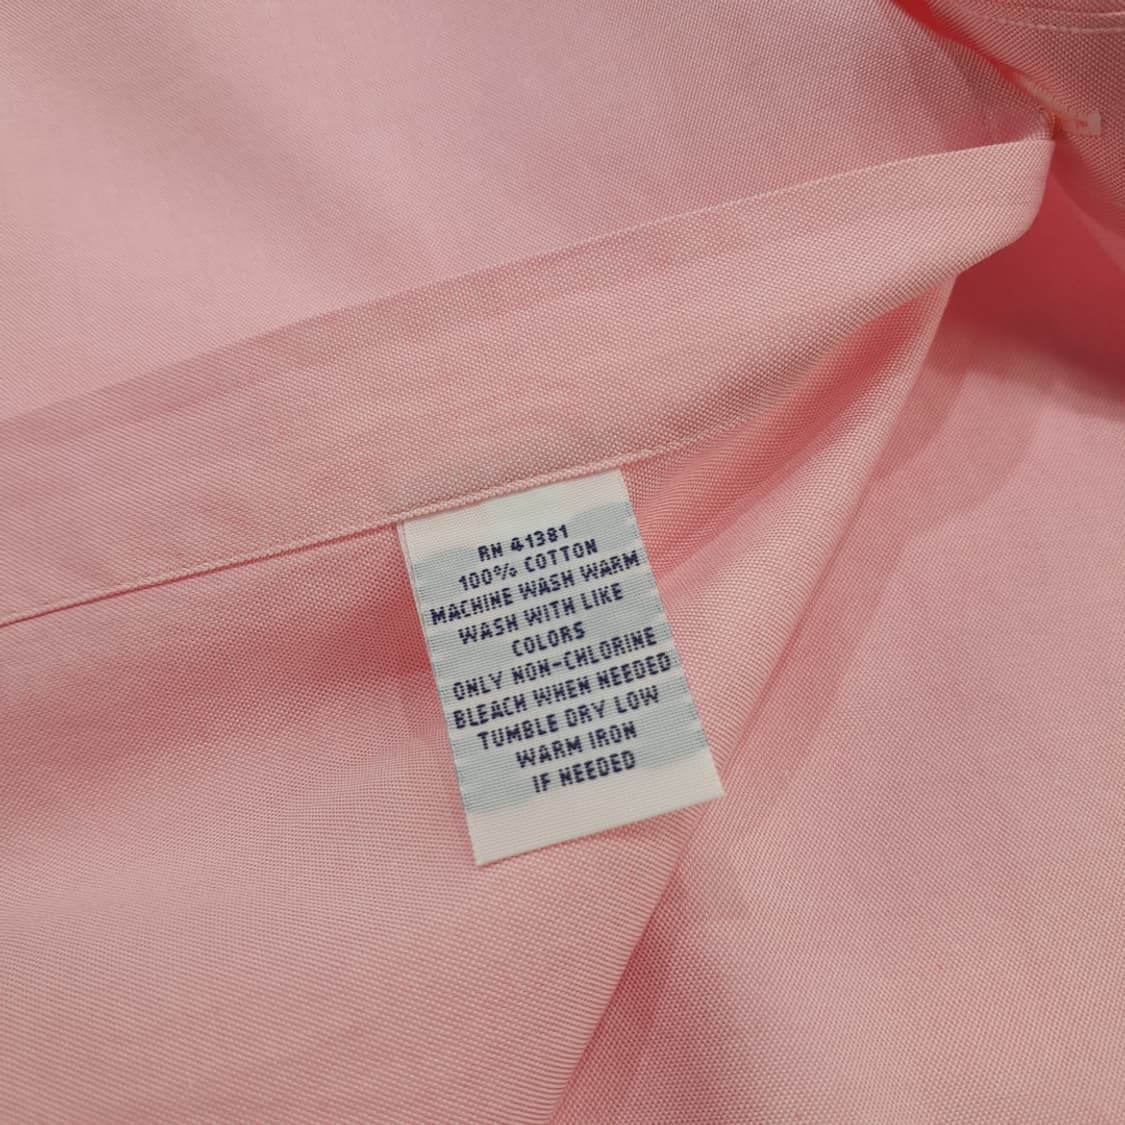 RN 41381
100% COTTON
MACHINE WASH WARM
WASH WITH LIKE
COLORS
ONLY NON-CHLORINE
BLEACH WHEN NEEDED
TUMBLE DRY LOW
WARM IRON
IF NEEDED